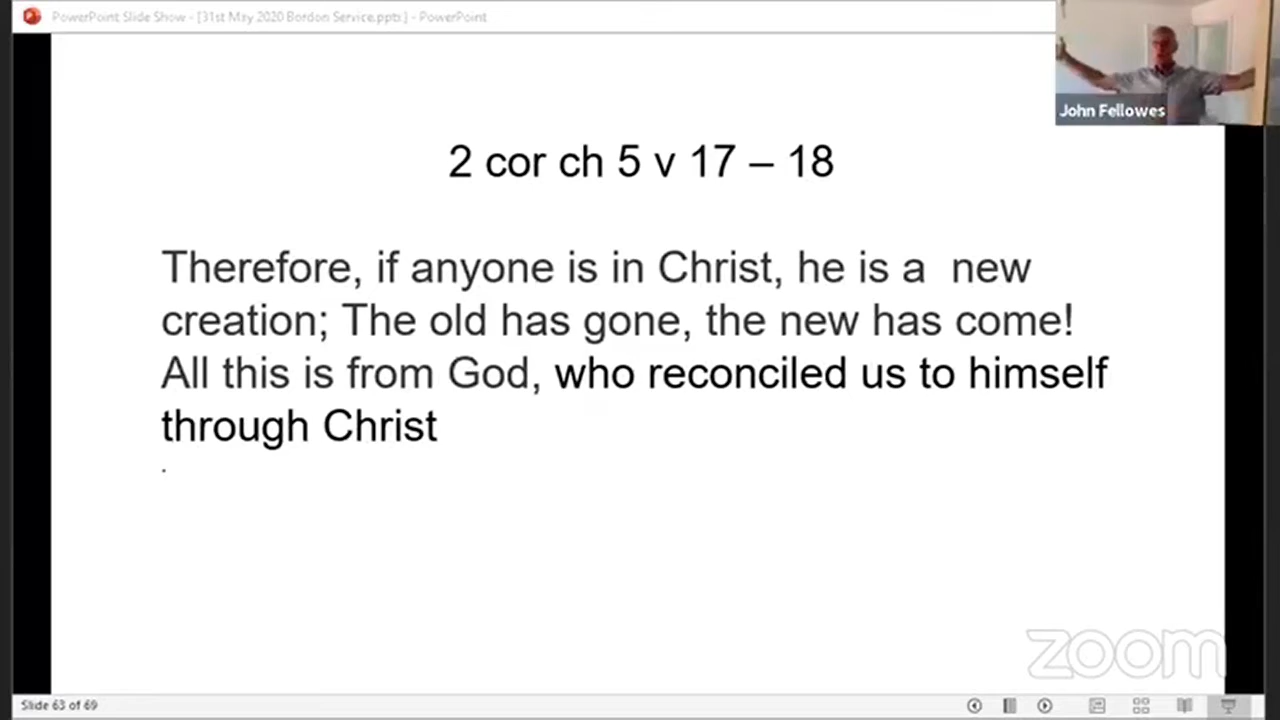 PowerPoint Slide Show - [31st May 2020 Bordon Service.pptx] - PowerPoint
John Fellowes
2 cor ch 5 v 17 – 18
Therefore, if anyone is in Christ, he is a  new
creation; The old has gone, the new has come!
All this is from God, who reconciled us to himself
through Christ
.
zoom
Slide 63 of 69